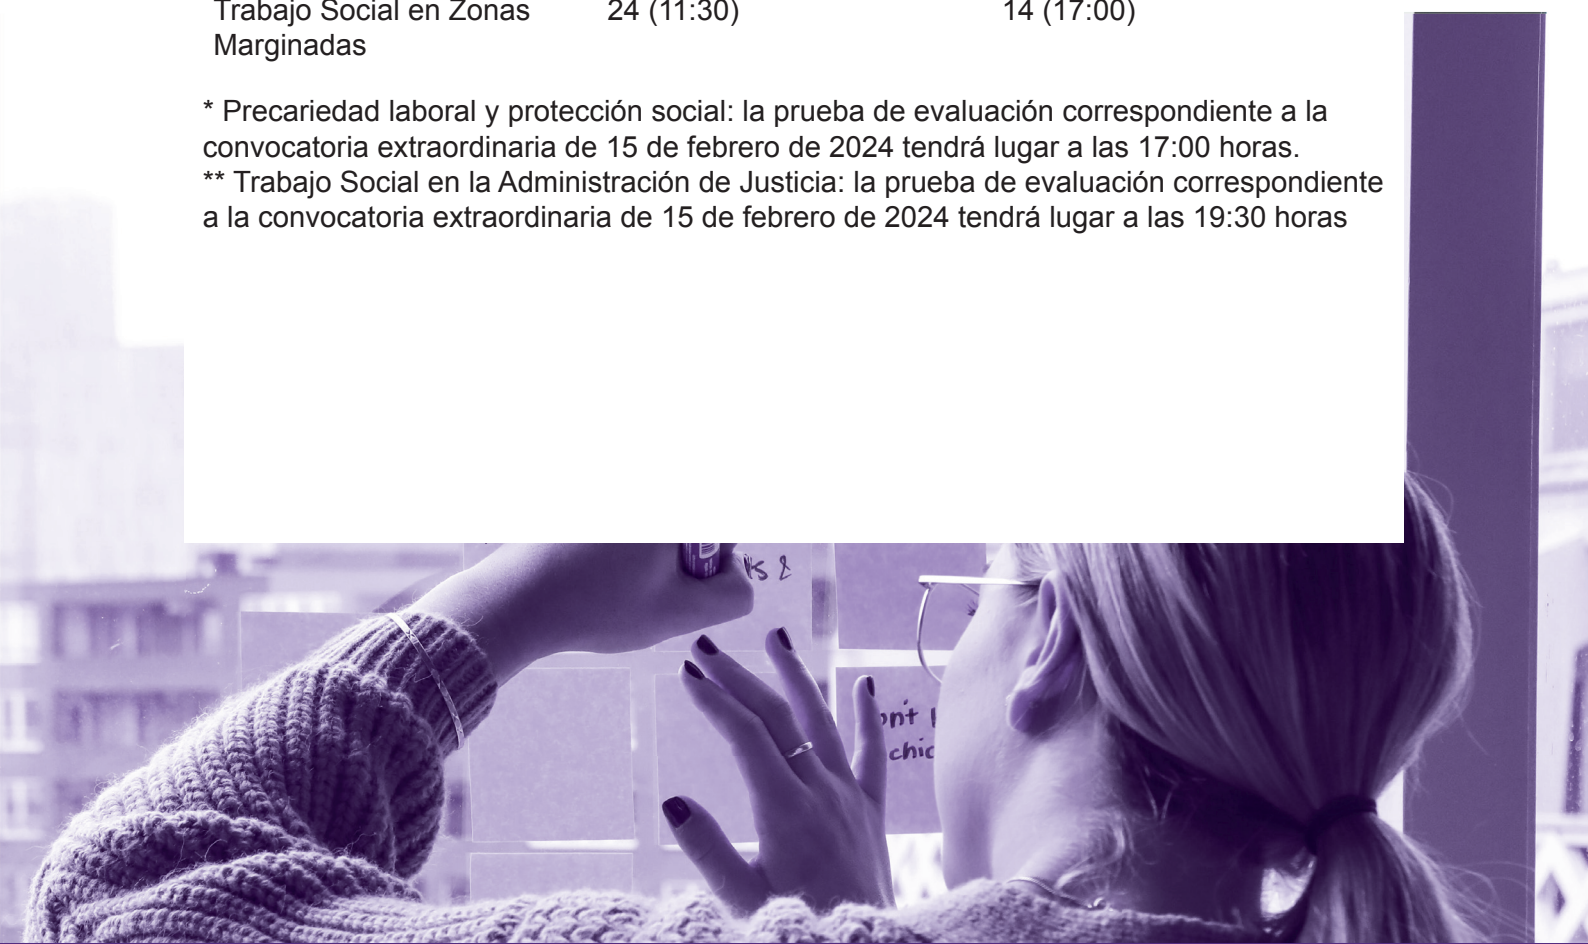 Trabajo Social en Zonas 24 (11:30) 14 (17:00)
Marginadas
* Precariedad laboral y protección social: la prueba de evaluación correspondiente a la
convocatoria extraordinaria de 15 de febrero de 2024 tendrá lugar a las 17:00 horas.
** Trabajo Social en la Administración de Justicia: la prueba de evaluación correspondiente
a la convocatoria extraordinaria de 15 de febrero de 2024 tendrá lugar a las 19:30 horas
&